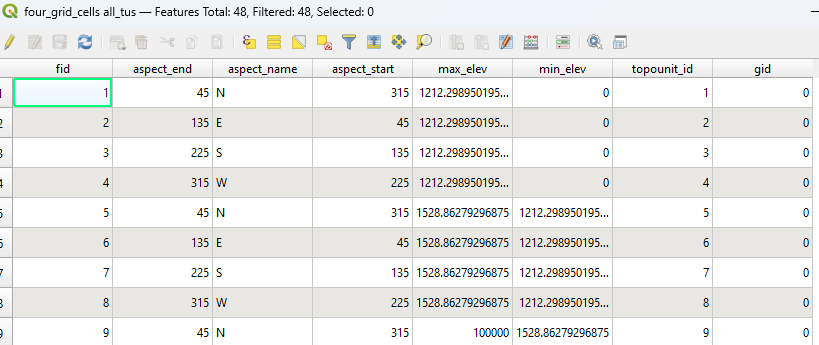 four_grid_cells all_tus — Features Total: 48, Filtered: 48, Selected: 0
fid aspect_end aspect_name aspect_start max_elev min_elev topounit_id gid
1 1 45 N 315 1212.298950195... 0 1 0
2 2 135 E 45 1212.298950195... 0 2 0
3 3 225 S 135 1212.298950195... 0 3 0
4 4 315 W 225 1212.298950195... 0 4 0
5 5 45 N 315 1528.86279296875 1212.298950195... 5 0
6 6 135 E 45 1528.86279296875 1212.298950195... 6 0
7 7 225 S 135 1528.86279296875 1212.298950195... 7 0
8 8 315 W 225 1528.86279296875 1212.298950195... 8 0
9 9 45 N 315 100000 1528.86279296875 9 0